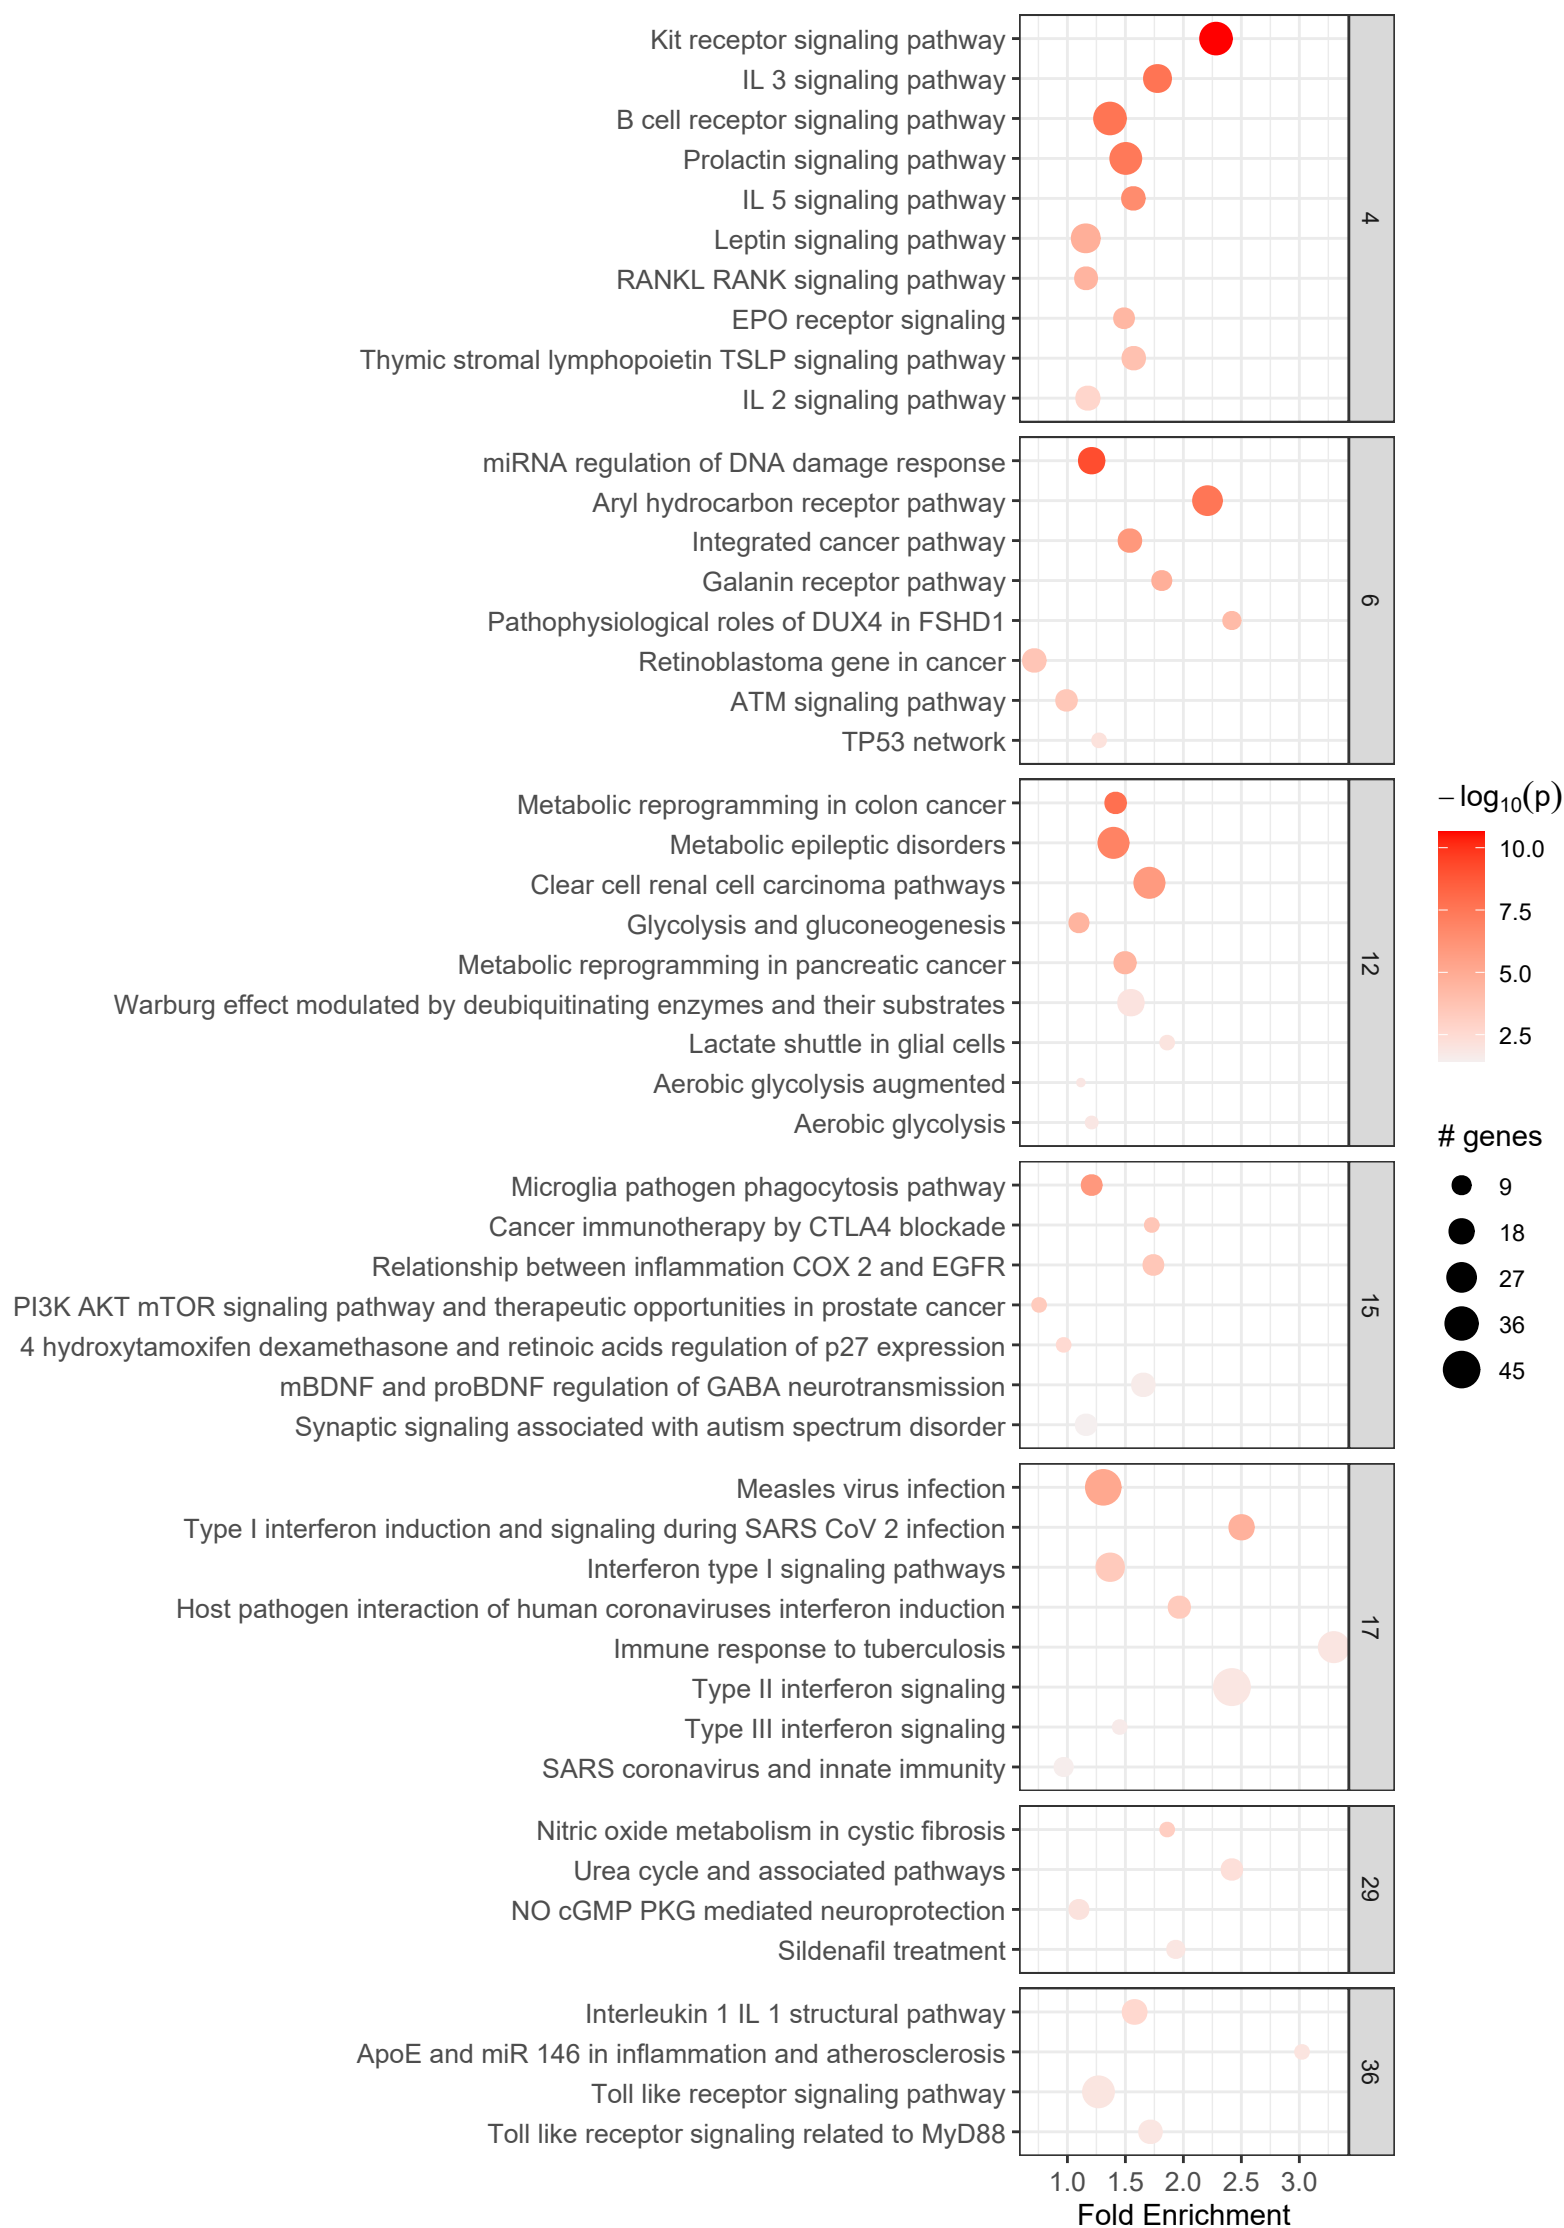 Kit receptor signaling pathway
IL 3 signaling pathway
B cell receptor signaling pathway
Prolactin signaling pathway
IL 5 signaling pathway
Leptin signaling pathway
RANKL RANK signaling pathway
EPO receptor signaling
Thymic stromal lymphopoietin TSLP signaling pathway
IL 2 signaling pathway
4
miRNA regulation of DNA damage response
Aryl hydrocarbon receptor pathway
Integrated cancer pathway
Galanin receptor pathway
Pathophysiological roles of DUX4 in FSHD1
Retinoblastoma gene in cancer
ATM signaling pathway
TP53 network
6
Metabolic reprogramming in colon cancer
Metabolic epileptic disorders
Clear cell renal cell carcinoma pathways
Glycolysis and gluconeogenesis
Metabolic reprogramming in pancreatic cancer
Warburg effect modulated by deubiquitinating enzymes and their substrates
Lactate shuttle in glial cells
Aerobic glycolysis augmented
Aerobic glycolysis
12
Microglia pathogen phagocytosis pathway
Cancer immunotherapy by CTLA4 blockade
Relationship between inflammation COX 2 and EGFR
PI3K AKT mTOR signaling pathway and therapeutic opportunities in prostate cancer
4 hydroxytamoxifen dexamethasone and retinoic acids regulation of p27 expression
mBDNF and proBDNF regulation of GABA neurotransmission
Synaptic signaling associated with autism spectrum disorder
15
Measles virus infection
Type I interferon induction and signaling during SARS CoV 2 infection
Interferon type I signaling pathways
Host pathogen interaction of human coronaviruses interferon induction
Immune response to tuberculosis
Type II interferon signaling
Type III interferon signaling
SARS coronavirus and innate immunity
17
Nitric oxide metabolism in cystic fibrosis
Urea cycle and associated pathways
NO cGMP PKG mediated neuroprotection
Sildenafil treatment
29
Interleukin 1 IL 1 structural pathway
ApoE and miR 146 in inflammation and atherosclerosis
Toll like receptor signaling pathway
Toll like receptor signaling related to MyD88
36
1.0 1.5 2.0 2.5 3.0
Fold Enrichment
−log₁₀(p)
10.0
7.5
5.0
2.5
# genes
9
18
27
36
45